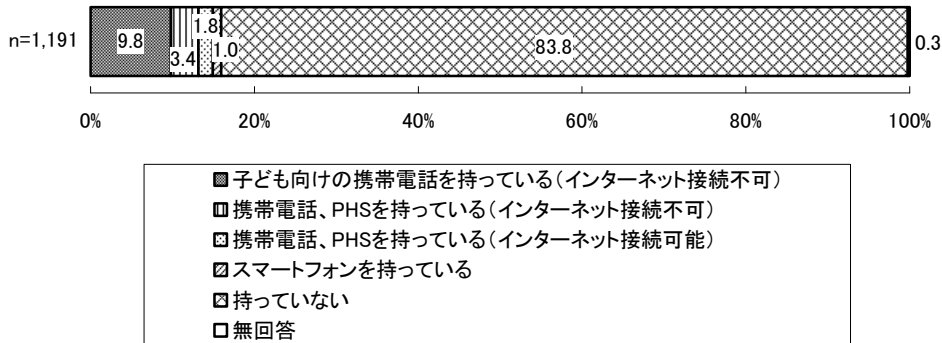 n=1,191 9.8 3.4 1.8 1.0 83.8 0.3
0% 20% 40% 60% 80% 100%
子ども向けの携帯電話を持っている(インターネット接続不可)
携帯電話、PHSを持っている(インターネット接続不可)
携帯電話、PHSを持っている(インターネット接続可能)
スマートフォンを持っている
持っていない
無回答